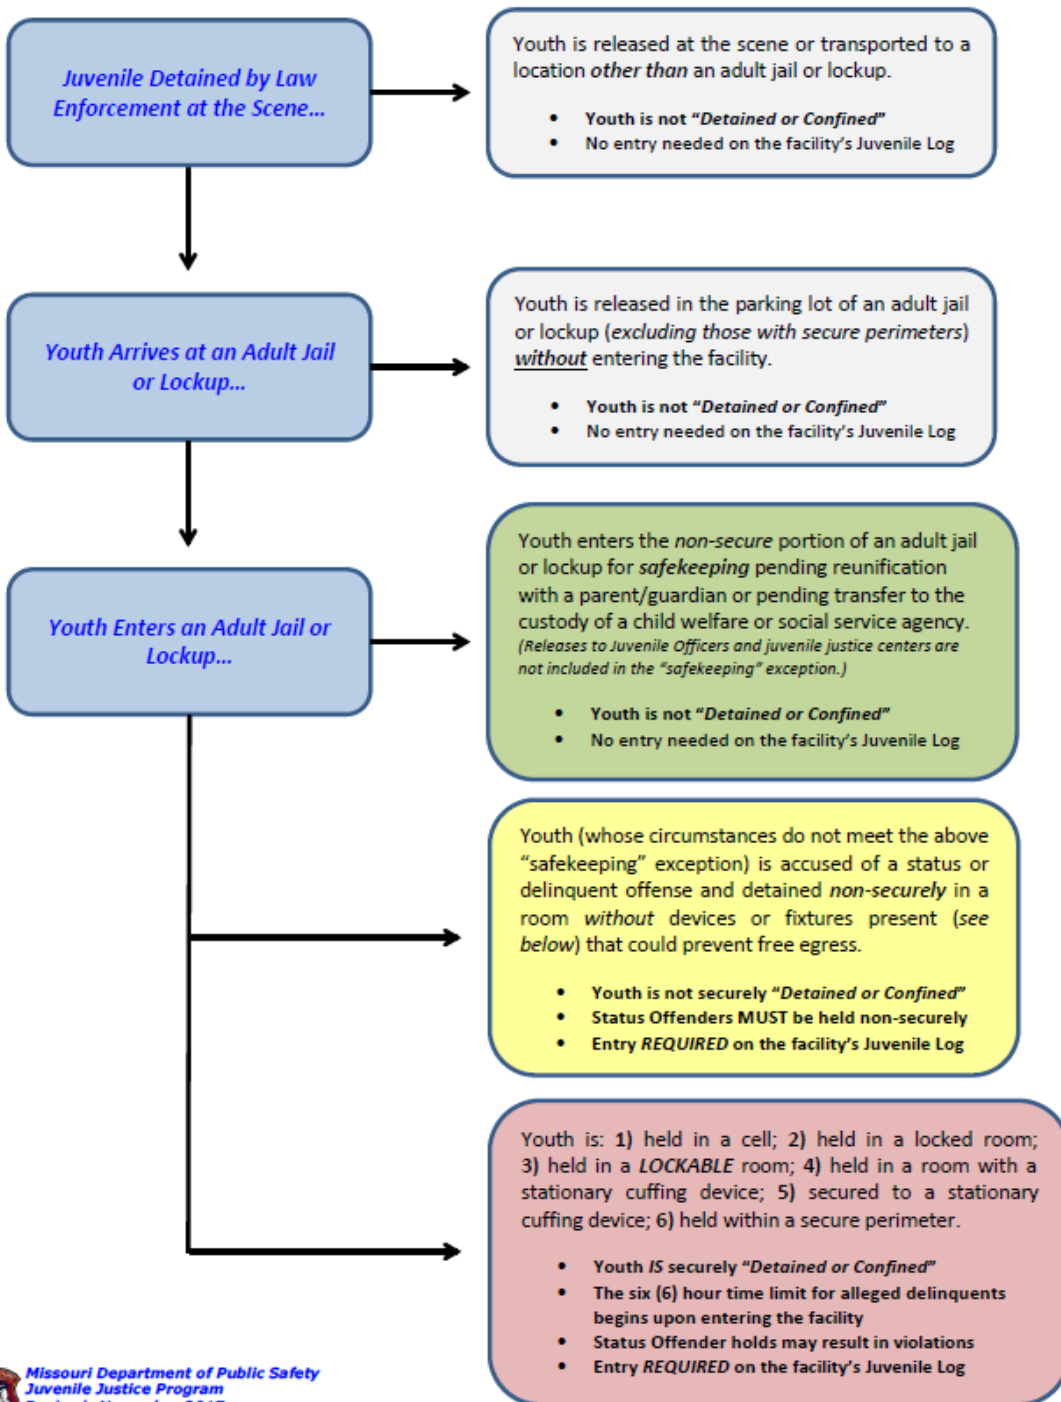 Juvenile Detained by Law
Enforcement at the Scene...
Youth is released at the scene or transported to a
location other than an adult jail or lockup.
• Youth is not “Detained or Confined”
• No entry needed on the facility’s Juvenile Log
Youth Arrives at an Adult Jail
or Lockup...
Youth is released in the parking lot of an adult jail
or lockup (excluding those with secure perimeters)
without entering the facility.
• Youth is not “Detained or Confined”
• No entry needed on the facility’s Juvenile Log
Youth Enters an Adult Jail or
Lockup...
Youth enters the non-secure portion of an adult jail
or lockup for safekeeping pending reunification
with a parent/guardian or pending transfer to the
custody of a child welfare or social service agency.
(Releases to Juvenile Officers and juvenile justice centers are
not included in the “safekeeping” exception.)
• Youth is not “Detained or Confined”
• No entry needed on the facility’s Juvenile Log
Youth (whose circumstances do not meet the above
“safekeeping” exception) is accused of a status or
delinquent offense and detained non-securely in a
room without devices or fixtures present (see
below) that could prevent free egress.
• Youth is not securely “Detained or Confined”
• Status Offenders MUST be held non-securely
• Entry REQUIRED on the facility’s Juvenile Log
Youth is: 1) held in a cell; 2) held in a locked room;
3) held in a LOCKABLE room; 4) held in a room with a
stationary cuffing device; 5) secured to a stationary
cuffing device; 6) held within a secure perimeter.
• Youth IS securely “Detained or Confined”
• The six (6) hour time limit for alleged delinquents
begins upon entering the facility
• Status Offender holds may result in violations
• Entry REQUIRED on the facility’s Juvenile Log
Missouri Department of Public Safety
Juvenile Justice Program